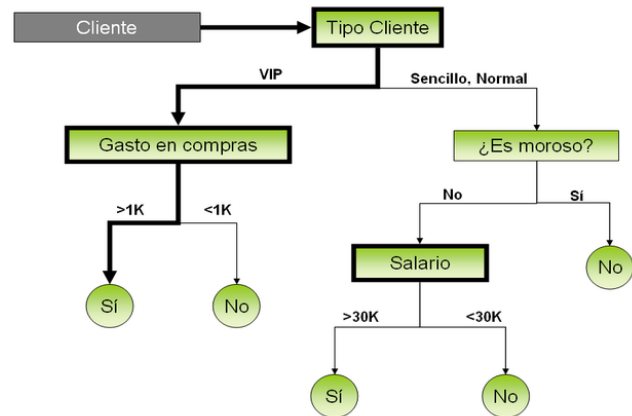 Cliente
Tipo Cliente
VIP
Sencillo, Normal
Gasto en compras
¿Es moroso?
>1K
<1K
No
Sí
Salario
No
Sí
No
>30K
<30K
Sí
No